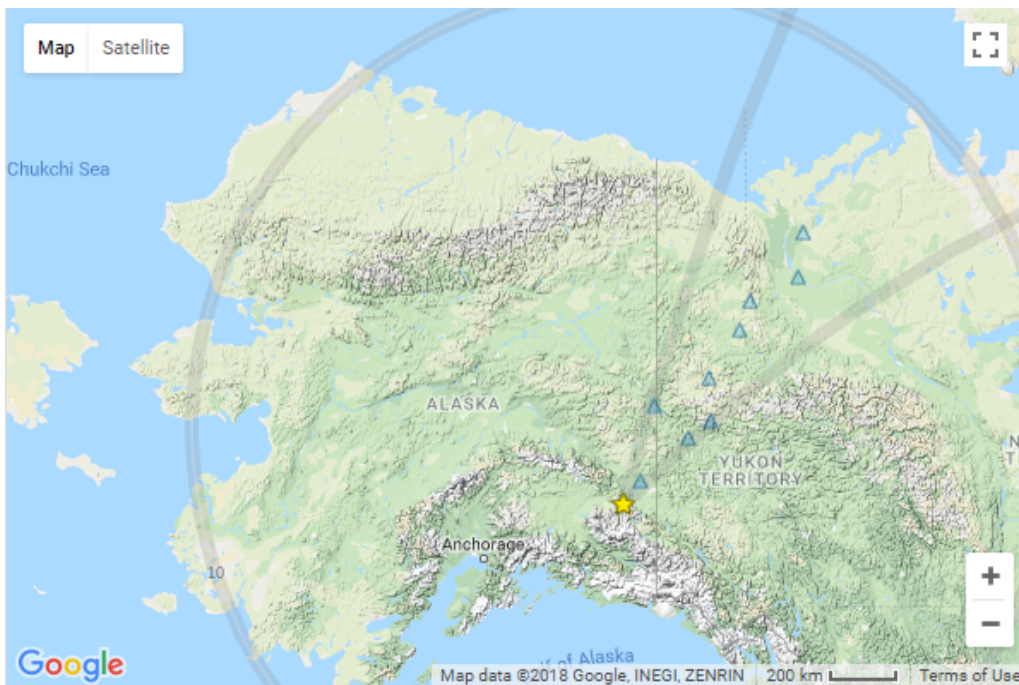 Map Satellite
Chukchi Sea
ALASKA
YUKON
TERRITORY
Anchorage
10
+
−
Google
of Alaska
Map data ©2018 Google, INEGI, ZENRIN 200 km Terms of Use